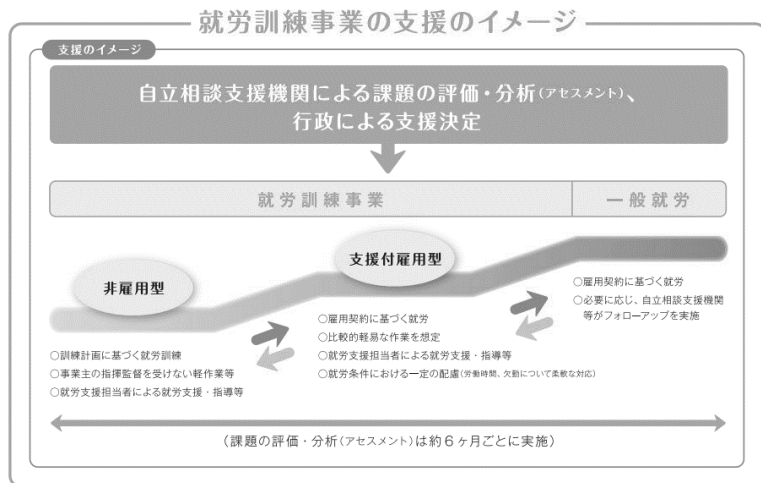 就労訓練事業の支援のイメージ
支援のイメージ
自立相談支援機関による課題の評価・分析(アセスメント)、
行政による支援決定
就労訓練事業
一般就労
非雇用型
支援付雇用型
○訓練計画に基づく就労訓練
○事業主の指揮監督を受けない軽作業等
○就労支援担当者による就労支援・指導等
○雇用契約に基づく就労
○比較的軽易な作業を想定
○就労支援担当者による就労支援・指導等
○就労条件における一定の配慮(労働時間、欠勤について柔軟な対応)
○雇用契約に基づく就労
○必要に応じ、自立相談支援機関
等がフォローアップを実施
(課題の評価・分析(アセスメント)は約6ヶ月ごとに実施)